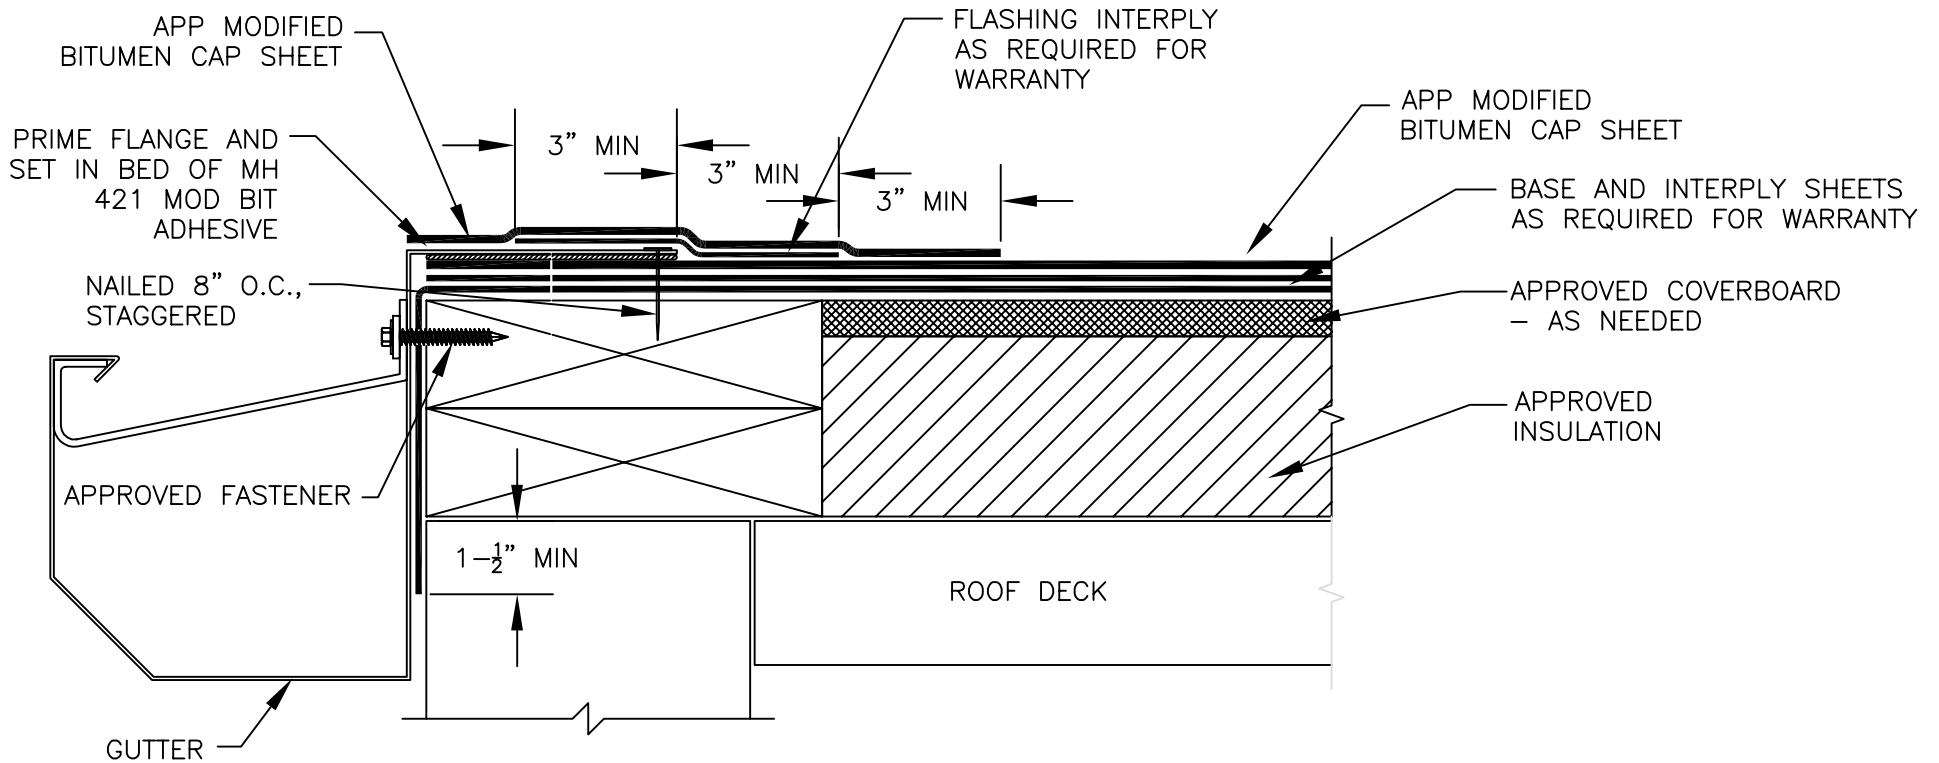 APP MODIFIED
BITUMEN CAP SHEET
FLASHING INTERPLY
AS REQUIRED FOR
WARRANTY
APP MODIFIED
BITUMEN CAP SHEET
PRIME FLANGE AND
SET IN BED OF MH
421 MOD BIT
ADHESIVE
3" MIN
3" MIN
3" MIN
BASE AND INTERPLY SHEETS
AS REQUIRED FOR WARRANTY
NAILED 8" O.C.,
STAGGERED
APPROVED COVERBOARD
– AS NEEDED
APPROVED
INSULATION
APPROVED FASTENER
1–1/2" MIN
ROOF DECK
GUTTER